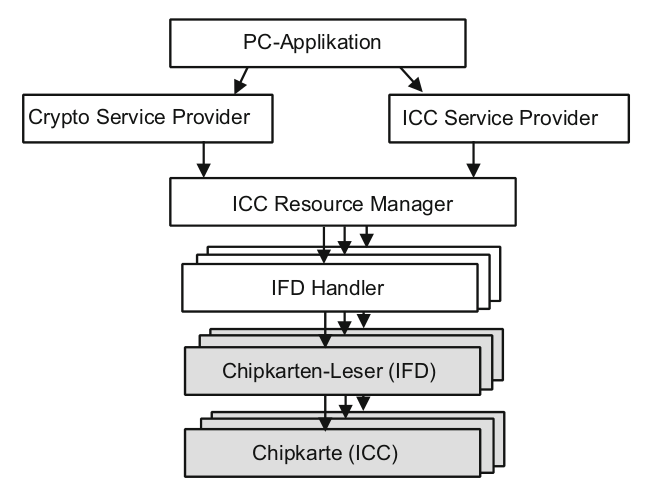 PC-Applikation
Crypto Service Provider
ICC Service Provider
ICC Resource Manager
IFD Handler
Chipkarten-Leser (IFD)
Chipkarte (ICC)